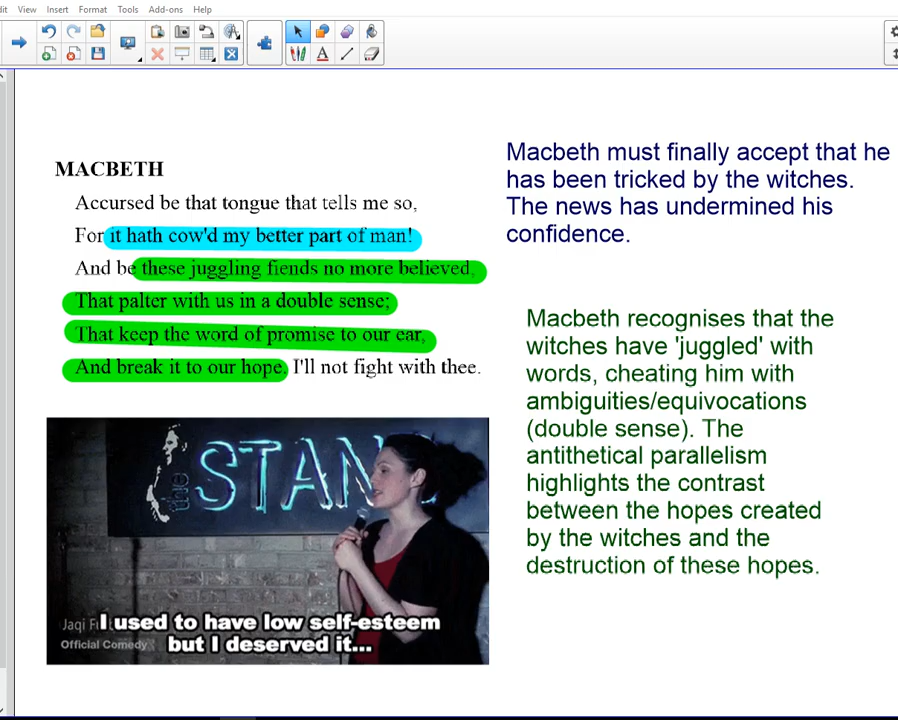 View Insert Format Tools Add-ons Help
MACBETH
Accursed be that tongue that tells me so,
For it hath cow'd my better part of man!
And be these juggling fiends no more believed,
That palter with us in a double sense;
That keep the word of promise to our ear,
And break it to our hope. I'll not fight with thee.
Macbeth must finally accept that he
has been tricked by the witches.
The news has undermined his
confidence.
Macbeth recognises that the
witches have 'juggled' with
words, cheating him with
ambiguities/equivocations
(double sense). The
antithetical parallelism
highlights the contrast
between the hopes created
by the witches and the
destruction of these hopes.
the STAND
Jaqi
I used to have low self-esteem
Official Comedy
but I deserved it...